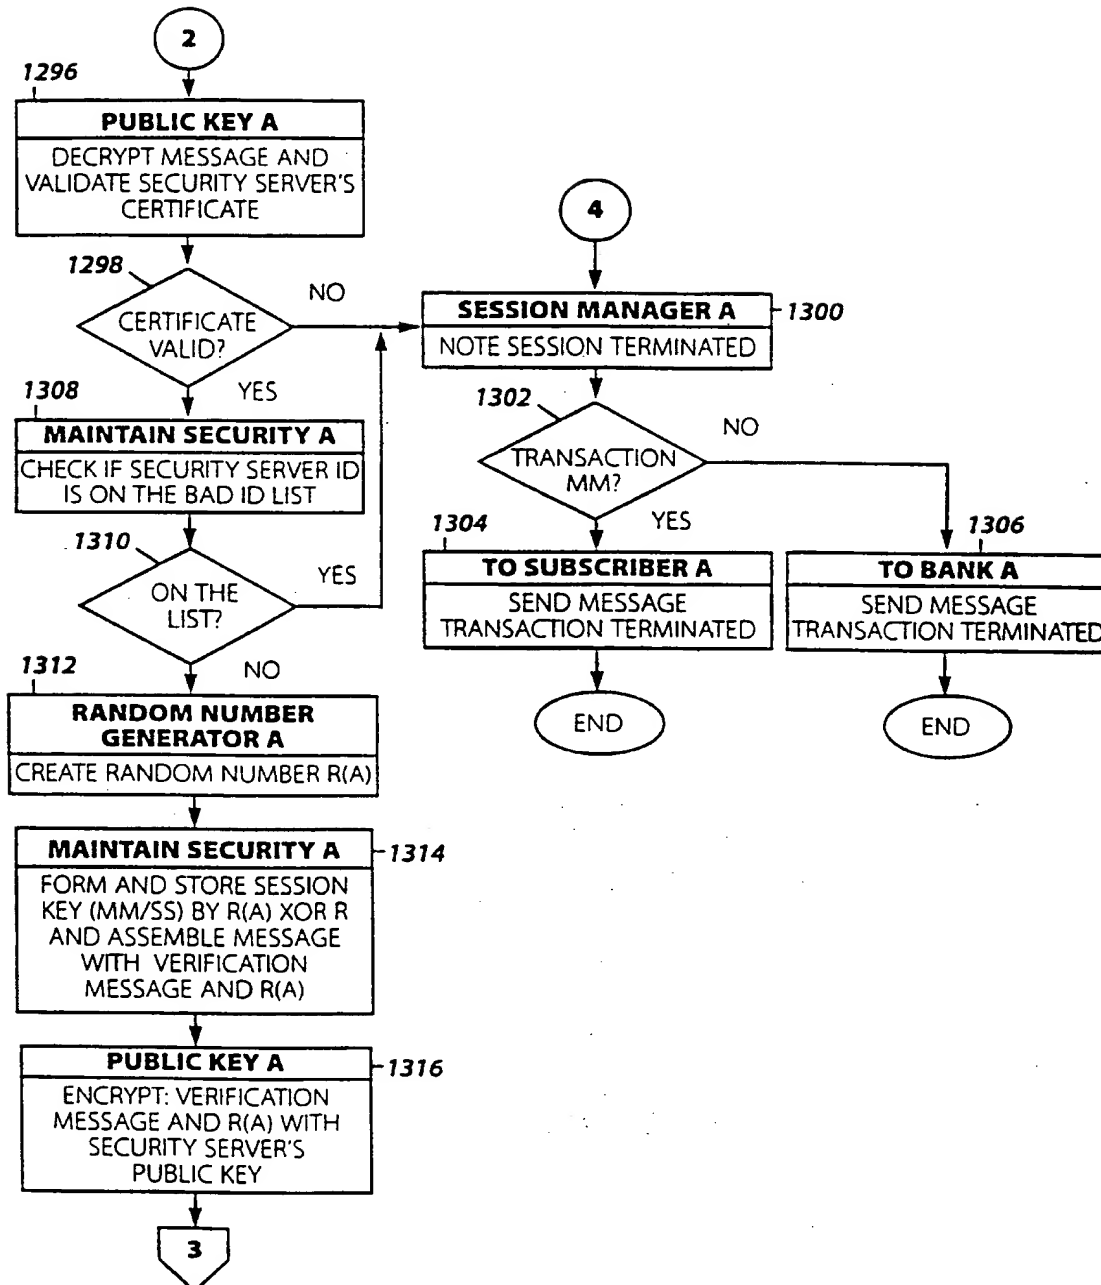 2
1296
PUBLIC KEY A
DECRYPT MESSAGE AND
VALIDATE SECURITY SERVER'S
CERTIFICATE
1298
CERTIFICATE
VALID?
NO
YES
4
SESSION MANAGER A
1300
NOTE SESSION TERMINATED
1302
TRANSACTION
MM?
NO
YES
1304
TO SUBSCRIBER A
SEND MESSAGE
TRANSACTION TERMINATED
END
1306
TO BANK A
SEND MESSAGE
TRANSACTION TERMINATED
END
1308
MAINTAIN SECURITY A
CHECK IF SECURITY SERVER ID
IS ON THE BAD ID LIST
1310
ON THE
LIST?
YES
NO
1312
RANDOM NUMBER
GENERATOR A
CREATE RANDOM NUMBER R(A)
MAINTAIN SECURITY A
1314
FORM AND STORE SESSION
KEY (MM/SS) BY R(A) XOR R
AND ASSEMBLE MESSAGE
WITH VERIFICATION
MESSAGE AND R(A)
PUBLIC KEY A
1316
ENCRYPT: VERIFICATION
MESSAGE AND R(A) WITH
SECURITY SERVER'S
PUBLIC KEY
3